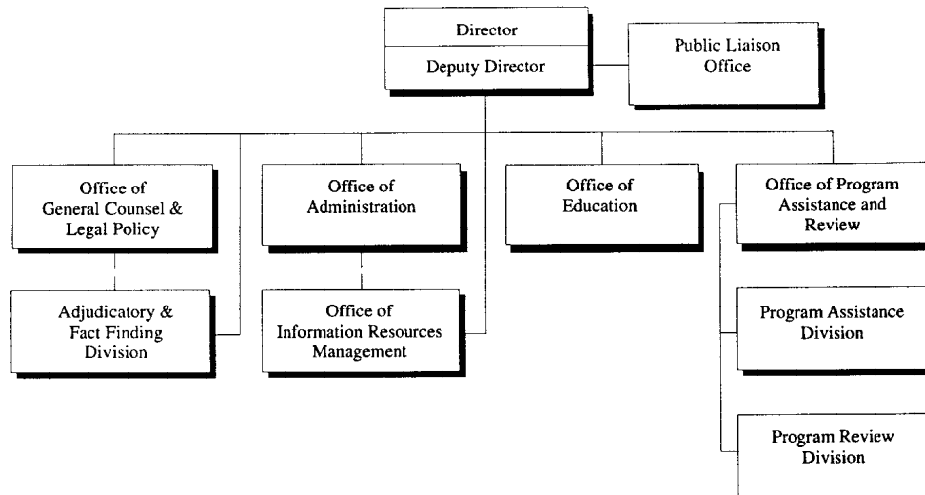 Director
Deputy Director
Public Liaison
Office
Office of
General Counsel &
Legal Policy
Office of
Administration
Office of
Education
Office of Program
Assistance and
Review
Adjudicatory &
Fact Finding
Division
Office of
Information Resources
Management
Program Assistance
Division
Program Review
Division